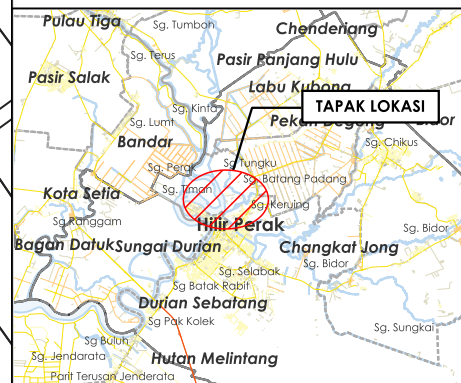 Pulau Tiga
Sg. Tumboh
Chenderiang
Sg. Terus
Pasir Panjang Hulu
Pasir Salak
Labu Kubong
Sg. Kinta
TAPAK LOKASI
Sg. Lumt
Pekan Degong
Bidor
Bandar
Sg. Chikus
Sg. Perak
Sg. Tungku
Sg. Batang Padang
Kota Setia
Sg. Timah
Sg. Keruing
Sg. Ranggam
Hilir Perak
Sg. Bidor
Bagan Datuk
Sungai Durian
Changkat Jong
Sg. Bidor
Sg. Selabak
Sg Batak Rabit
Durian Sebatang
Sg Pak Kolek
Sg. Sungkai
Sg Buluh
Sg. Jendarata
Hutan Melintang
Parit Terusan Jenderata